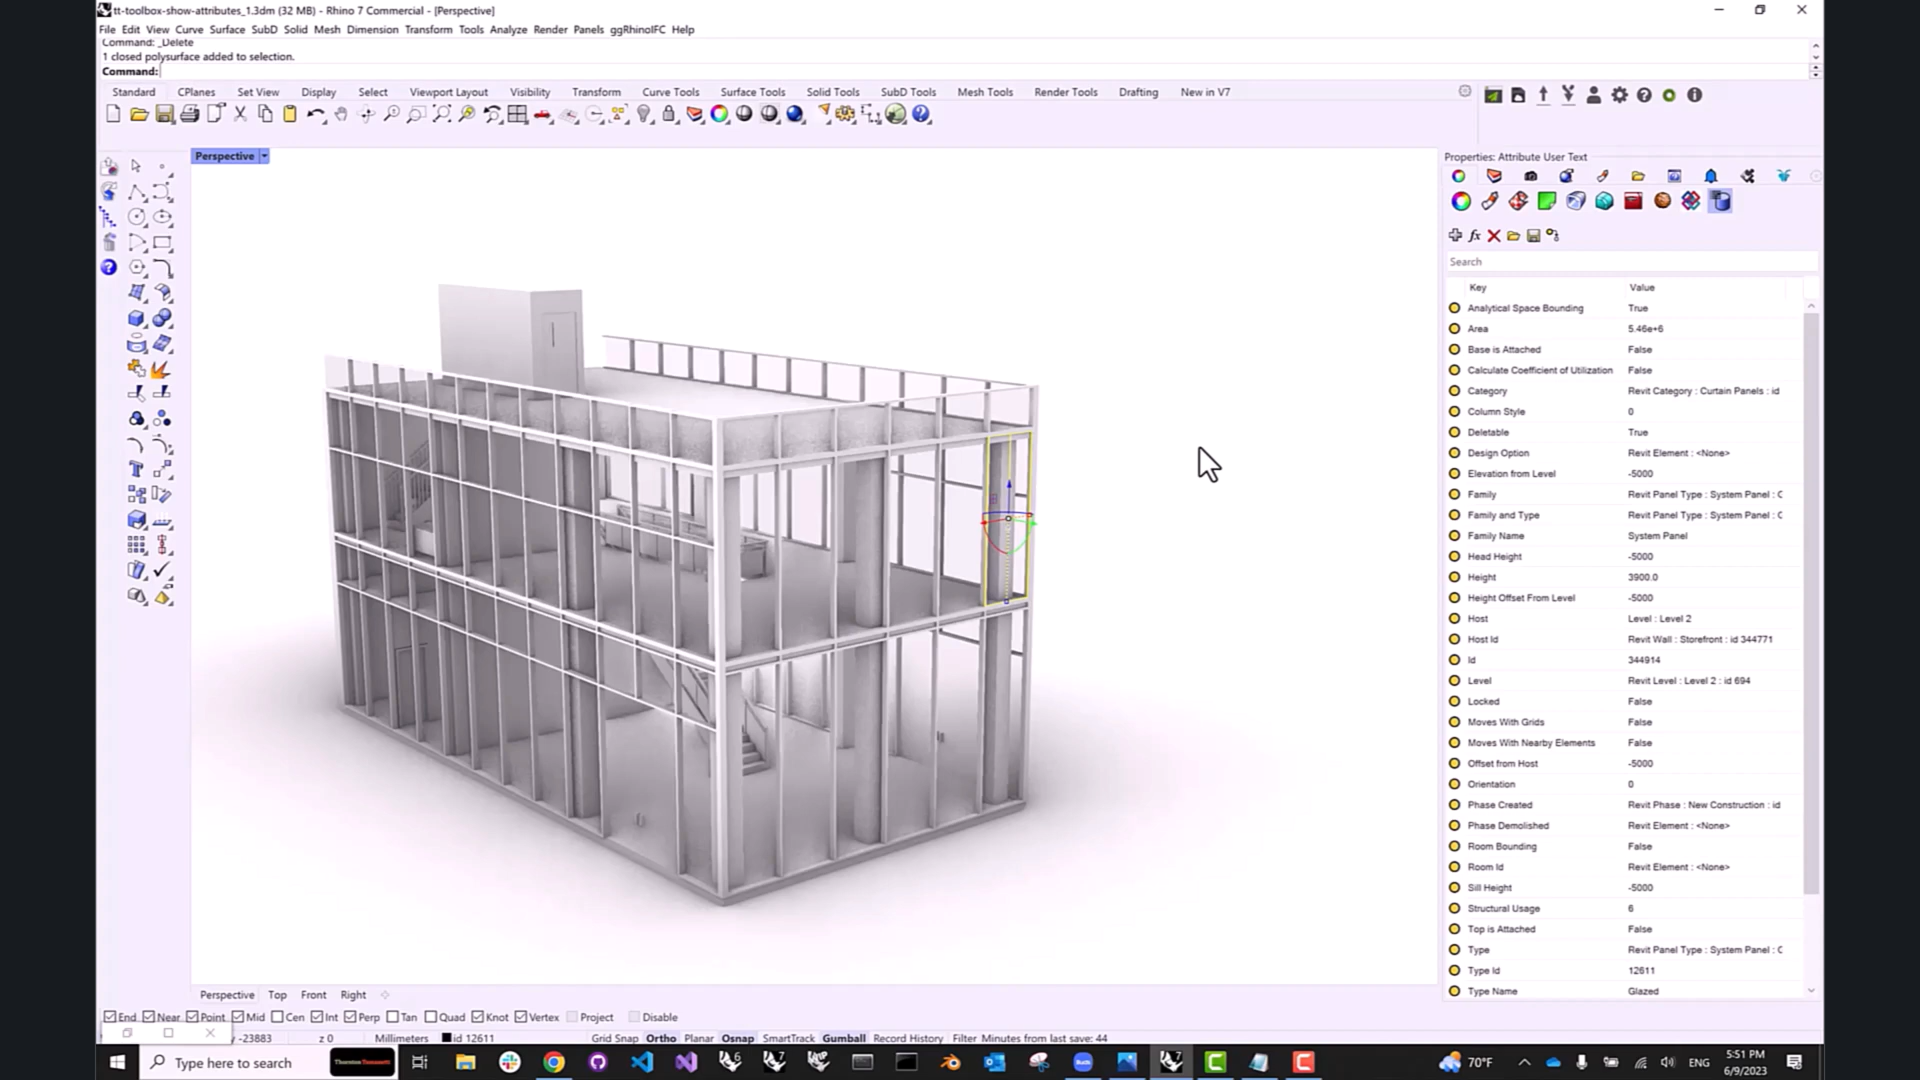 tt-toolbox-show-attributes_1.3dm (32 MB) - Rhino 7 Commercial - [Perspective]
File Edit View Curve Surface SubD Solid Mesh Dimension Transform Tools Analyze Render Panels ggRhinoIFC Help
Command: _Delete
1 closed polysurface added to selection.
Command:
Standard CPlanes Set View Display Select Viewport Layout Visibility Transform Curve Tools Surface Tools Solid Tools SubD Tools Mesh Tools Render Tools Drafting New in V7
Perspective
Properties: Attribute User Text
Search
Key Value
Analytical Space Bounding True
Area 5.46e+6
Base is Attached False
Calculate Coefficient of Utilization False
Category Revit Category : Curtain Panels : id
Column Style 0
Deletable True
Design Option Revit Element : <None>
Elevation from Level -5000
Family Revit Panel Type : System Panel : C
Family and Type Revit Panel Type : System Panel : C
Family Name System Panel
Head Height -5000
Height 3900.0
Height Offset From Level -5000
Host Level : Level 2
Host Id Revit Wall : Storefront : id 344771
Id 344914
Level Revit Level : Level 2 : id 694
Locked False
Moves With Grids False
Moves With Nearby Elements False
Offset from Host -5000
Orientation 0
Phase Created Revit Phase : New Construction : id
Phase Demolished Revit Element : <None>
Room Bounding False
Room Id Revit Element : <None>
Sill Height -5000
Structural Usage 6
Top is Attached False
Type Revit Panel Type : System Panel : C
Type Id 12611
Type Name Glazed
Perspective Top Front Right
End Near Point Mid Cen Int Perp Tan Quad Knot Vertex Project Disable
y -23883 z 0 Millimeters id 12611 Grid Snap Ortho Planar Osnap SmartTrack Gumball Record History Filter Minutes from last save: 44
Type here to search Thornton Tomasetti 70°F ENG 5:51 PM
6/9/2023